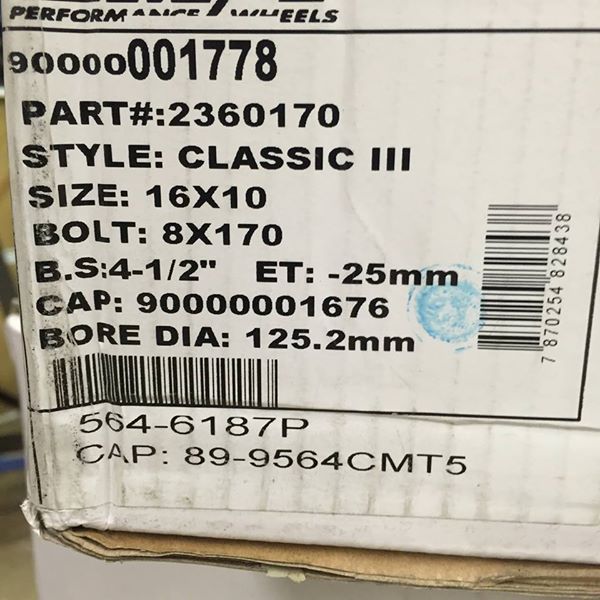 PERFORMANCE WHEELS
90000001778
PART#:2360170
STYLE: CLASSIC III
SIZE: 16X10
BOLT: 8X170
B.S:4-1/2" ET: -25mm
CAP: 90000001676
BORE DIA: 125.2mm
7 870254 828438
564-6187P
CAP: 89-9564CMT5